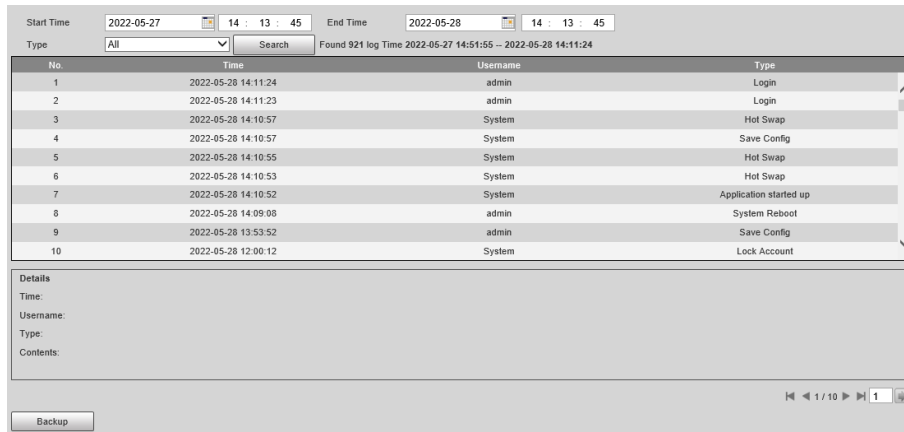 Start Time 2022-05-27 14 : 13 : 45 End Time 2022-05-28 14 : 13 : 45
Type All Search Found 921 log Time 2022-05-27 14:51:55 -- 2022-05-28 14:11:24
No. Time Username Type
1 2022-05-28 14:11:24 admin Login
2 2022-05-28 14:11:23 admin Login
3 2022-05-28 14:10:57 System Hot Swap
4 2022-05-28 14:10:57 System Save Config
5 2022-05-28 14:10:55 System Hot Swap
6 2022-05-28 14:10:53 System Hot Swap
7 2022-05-28 14:10:52 System Application started up
8 2022-05-28 14:09:08 admin System Reboot
9 2022-05-28 13:53:52 admin Save Config
10 2022-05-28 12:00:12 System Lock Account
Details
Time:
Username:
Type:
Contents:
1 / 10 1
Backup